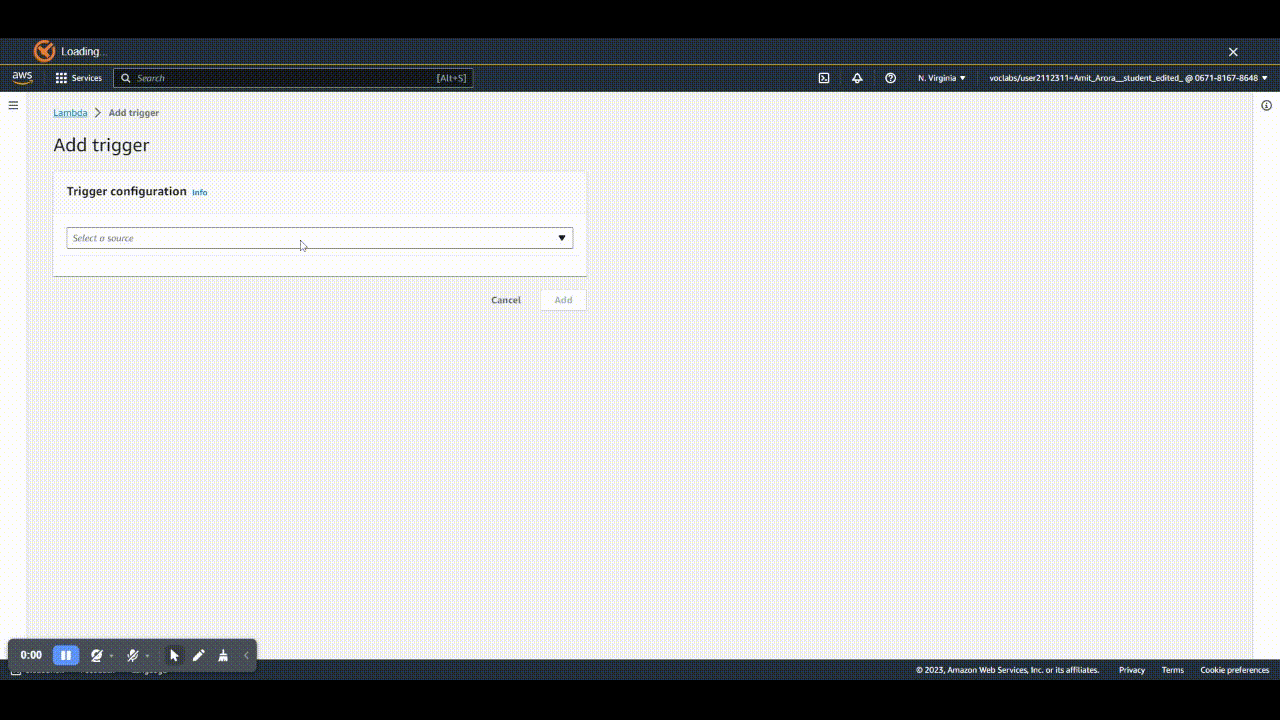 Loading...
aws Services Search [Alt+S] N. Virginia voclabs/user2112311=Amit_Arora__student_edited_ @ 0671-8167-8648
Lambda Add trigger
Add trigger
Trigger configuration Info
Select a source
Cancel Add
0:00
© 2023, Amazon Web Services, Inc. or its affiliates. Privacy Terms Cookie preferences